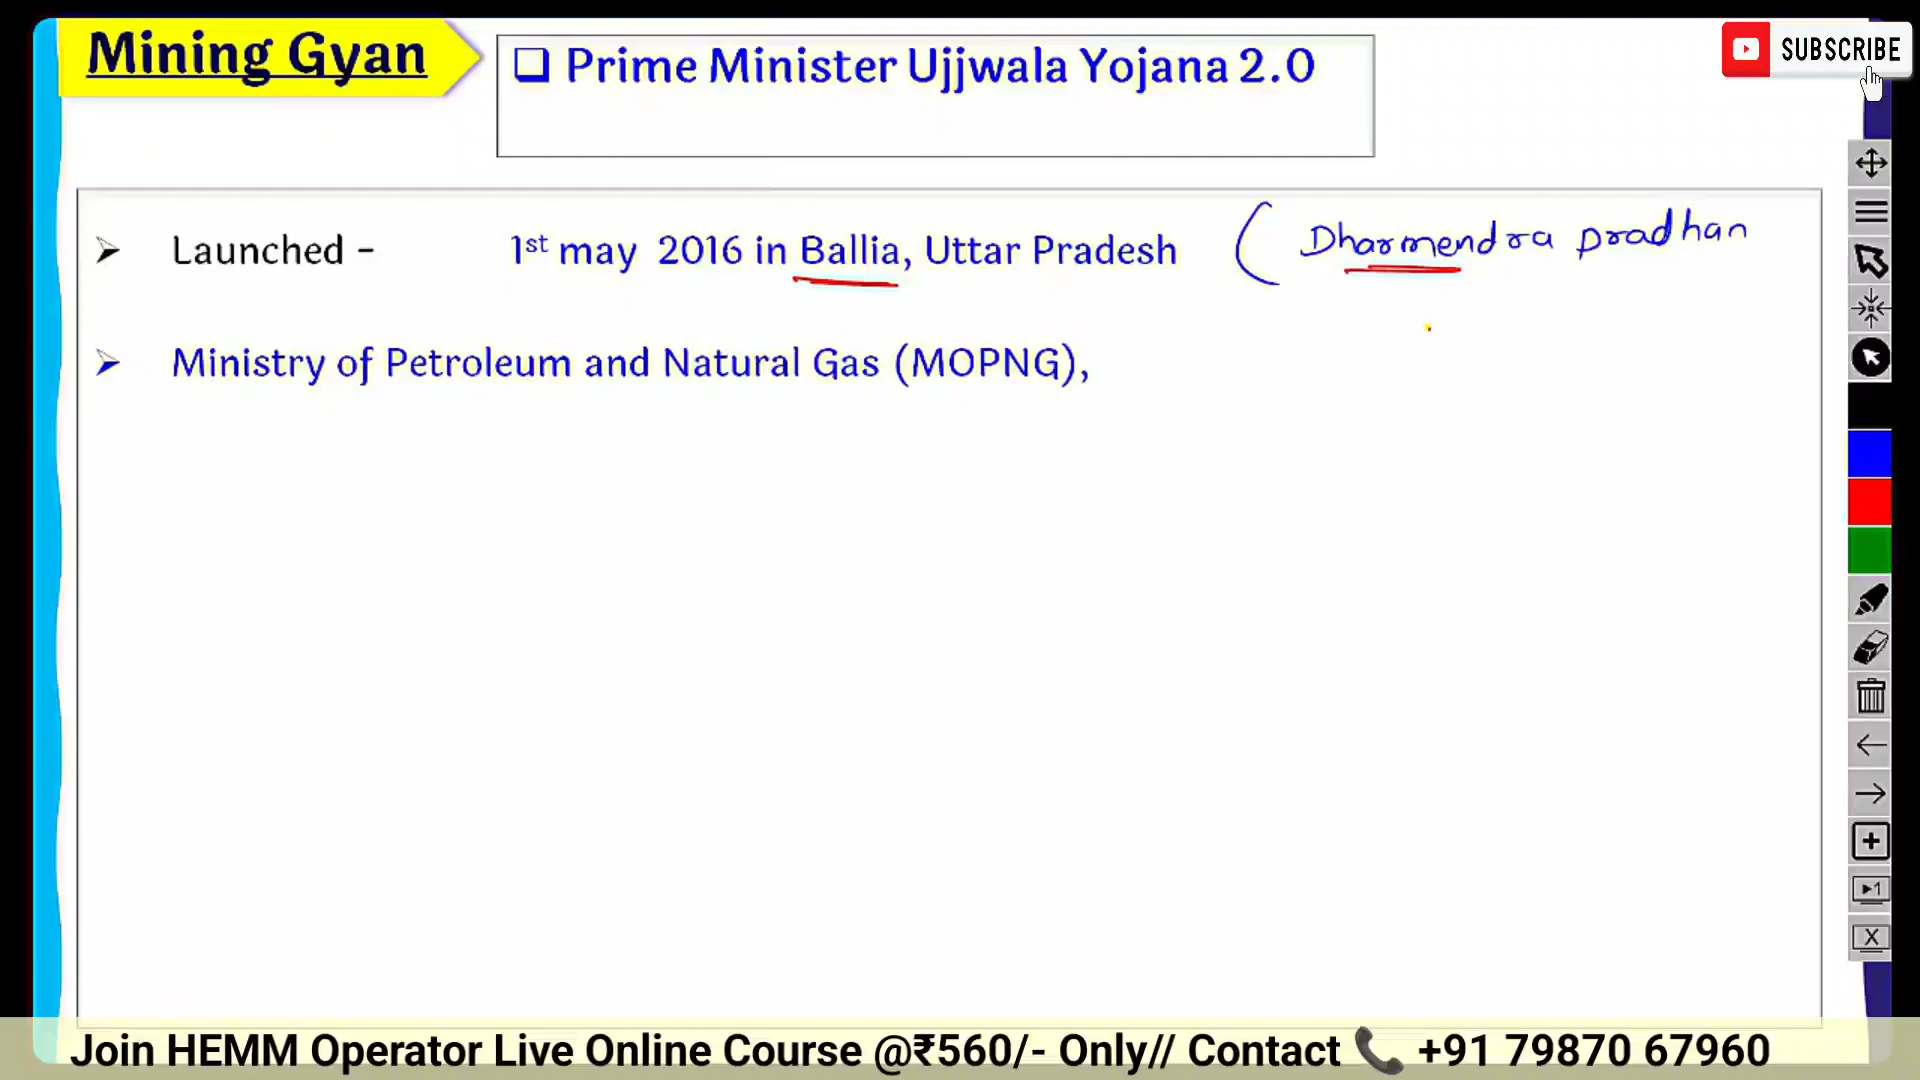 Mining Gyan
❑ Prime Minister Ujjwala Yojana 2.0
SUBSCRIBE
➢ Launched – 1st may 2016 in Ballia, Uttar Pradesh ( Dharmendra pradhan
➢ Ministry of Petroleum and Natural Gas (MOPNG),
Join HEMM Operator Live Online Course @₹560/- Only// Contact 📞 +91 79870 67960